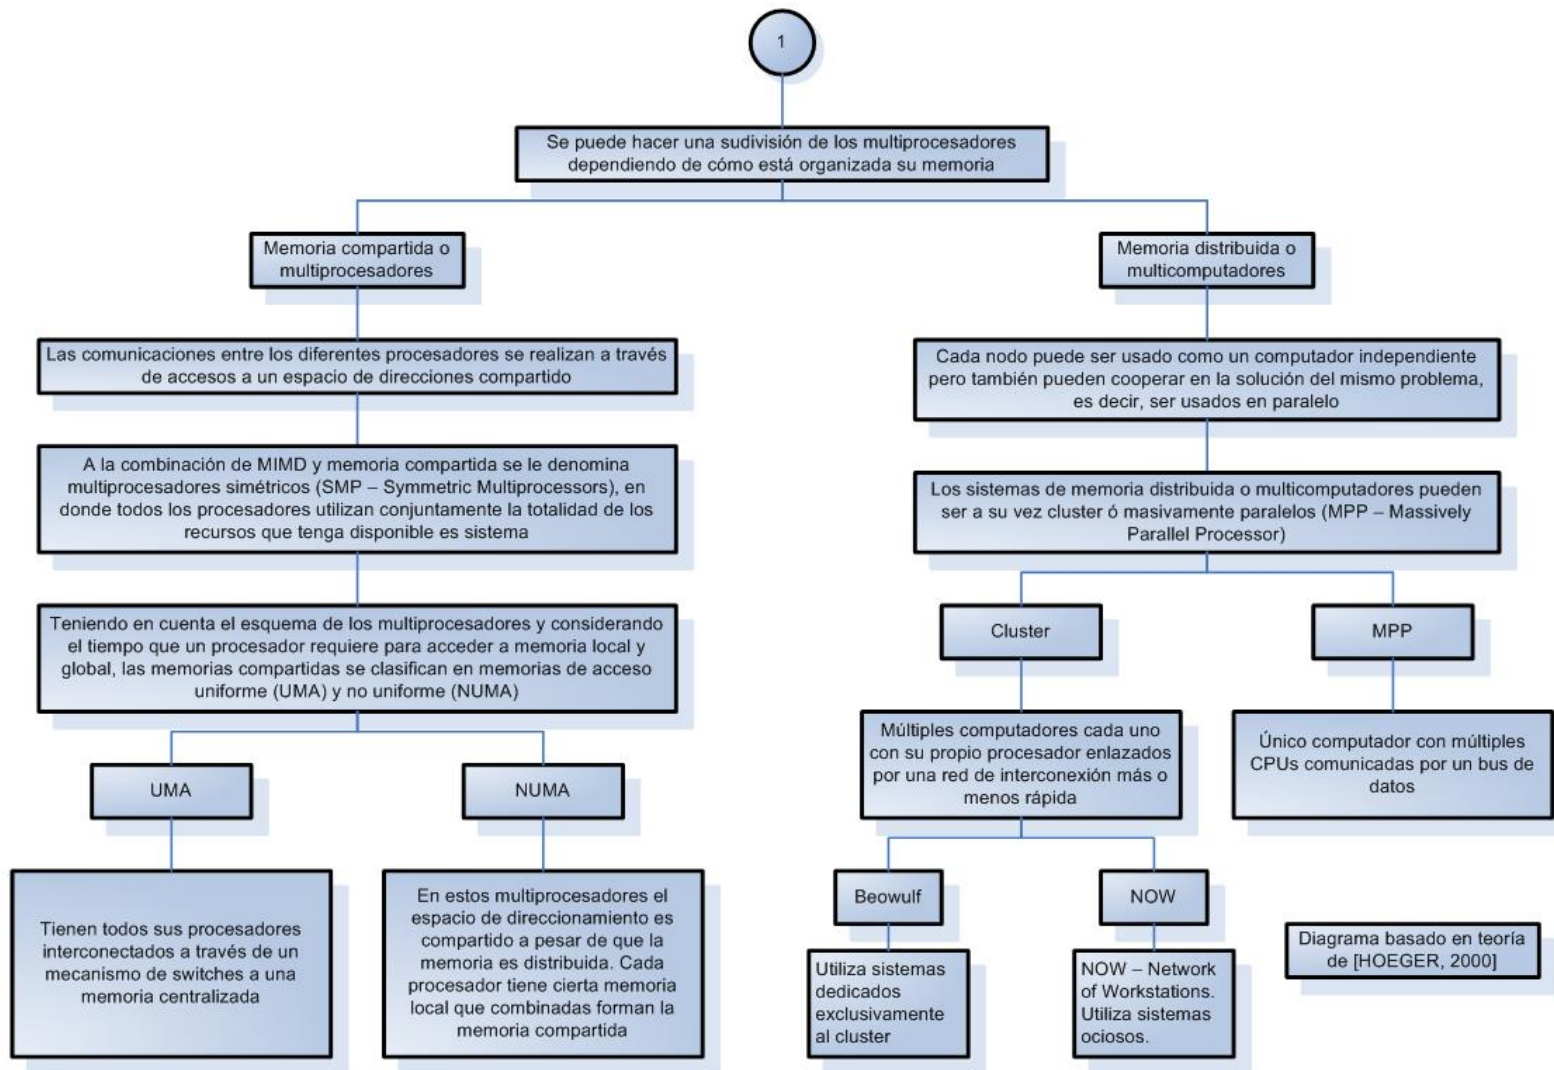 1
Se puede hacer una sudivisión de los multiprocesadores
dependiendo de cómo está organizada su memoria
Memoria compartida o
multiprocesadores
Memoria distribuida o
multicomputadores
Las comunicaciones entre los diferentes procesadores se realizan a través
de accesos a un espacio de direcciones compartido
Cada nodo puede ser usado como un computador independiente
pero también pueden cooperar en la solución del mismo problema,
es decir, ser usados en paralelo
A la combinación de MIMD y memoria compartida se le denomina
multiprocesadores simétricos (SMP – Symmetric Multiprocessors), en
donde todos los procesadores utilizan conjuntamente la totalidad de los
recursos que tenga disponible es sistema
Los sistemas de memoria distribuida o multicomputadores pueden
ser a su vez cluster ó masivamente paralelos (MPP – Massively
Parallel Processor)
Teniendo en cuenta el esquema de los multiprocesadores y considerando
el tiempo que un procesador requiere para acceder a memoria local y
global, las memorias compartidas se clasifican en memorias de acceso
uniforme (UMA) y no uniforme (NUMA)
Cluster
MPP
Múltiples computadores cada uno
con su propio procesador enlazados
por una red de interconexión más o
menos rápida
Único computador con múltiples
CPUs comunicadas por un bus de
datos
UMA
NUMA
Tienen todos sus procesadores
interconectados a través de un
mecanismo de switches a una
memoria centralizada
En estos multiprocesadores el
espacio de direccionamiento es
compartido a pesar de que la
memoria es distribuida. Cada
procesador tiene cierta memoria
local que combinadas forman la
memoria compartida
Beowulf
NOW
Utiliza sistemas
dedicados
exclusivamente
al cluster
NOW – Network
of Workstations.
Utiliza sistemas
ociosos.
Diagrama basado en teoría
de [HOEGER, 2000]